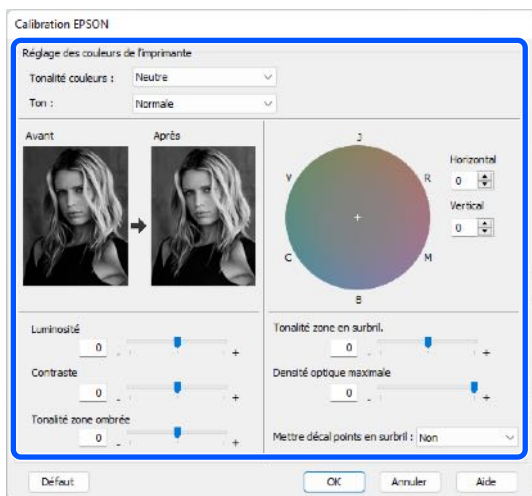 Calibration EPSON
Réglage des couleurs de l'imprimante
Tonalité couleurs : Neutre
Ton : Normale
Avant Après
J
V R
C M
B
Horizontal
0
Vertical
0
Luminosité
0 - +
Contraste
0 - +
Tonalité zone ombrée
0 - +
Tonalité zone en surbril.
0 - +
Densité optique maximale
0 - +
Mettre décal points en surbril : Non
Défaut OK Annuler Aide